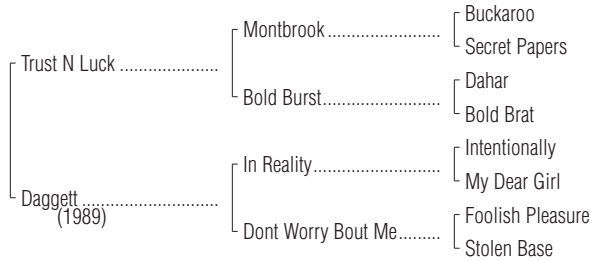 Buckaroo
Montbrook
Secret Papers
Trust N Luck
Dahar
Bold Burst
Bold Brat
Intentionally
In Reality
My Dear Girl
Daggett
(1989)
Foolish Pleasure
Dont Worry Bout Me
Stolen Base